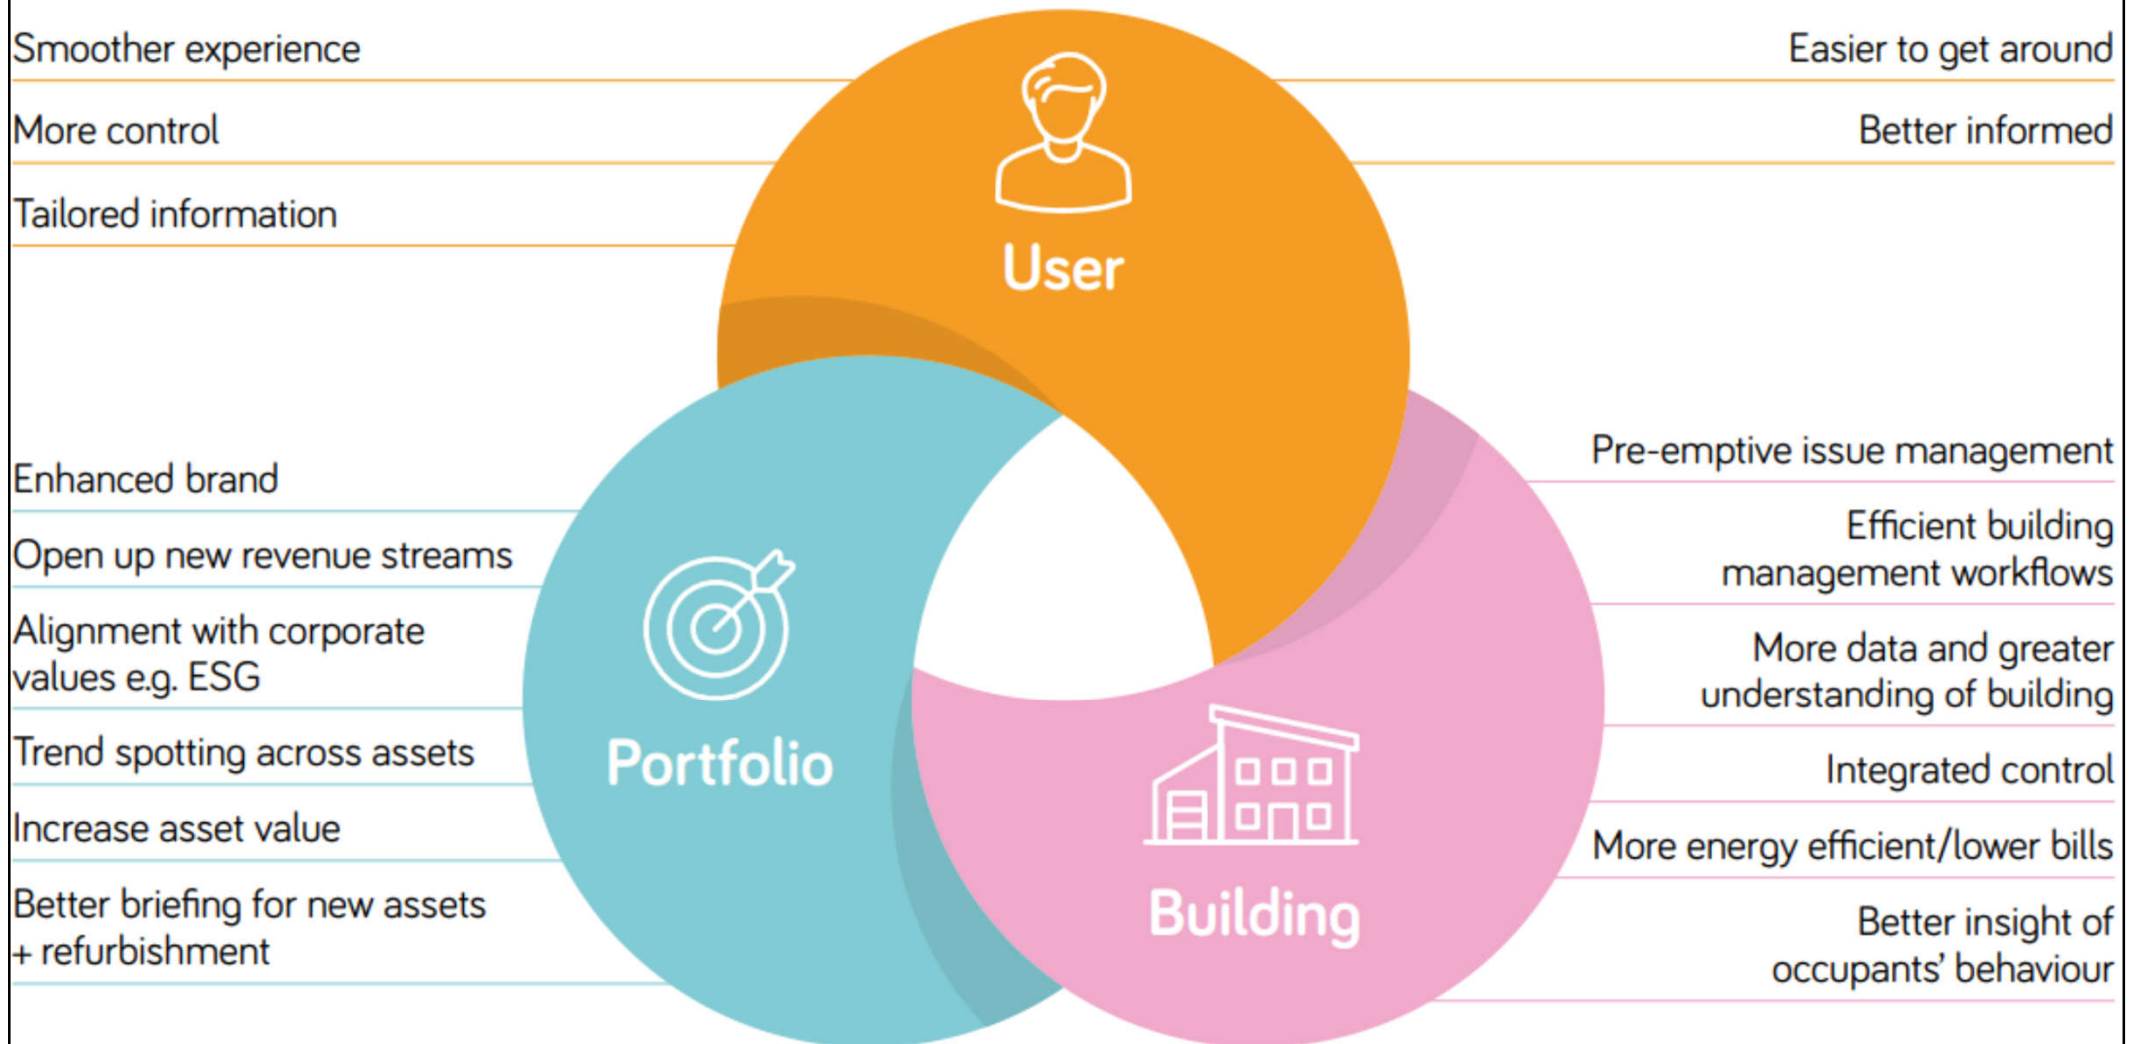 Smoother experience
More control
Tailored information
Easier to get around
Better informed
User
Enhanced brand
Open up new revenue streams
Alignment with corporate
values e.g. ESG
Trend spotting across assets
Increase asset value
Better briefing for new assets
+ refurbishment
Portfolio
Pre-emptive issue management
Efficient building
management workflows
More data and greater
understanding of building
Integrated control
More energy efficient/lower bills
Better insight of
occupants’ behaviour
Building